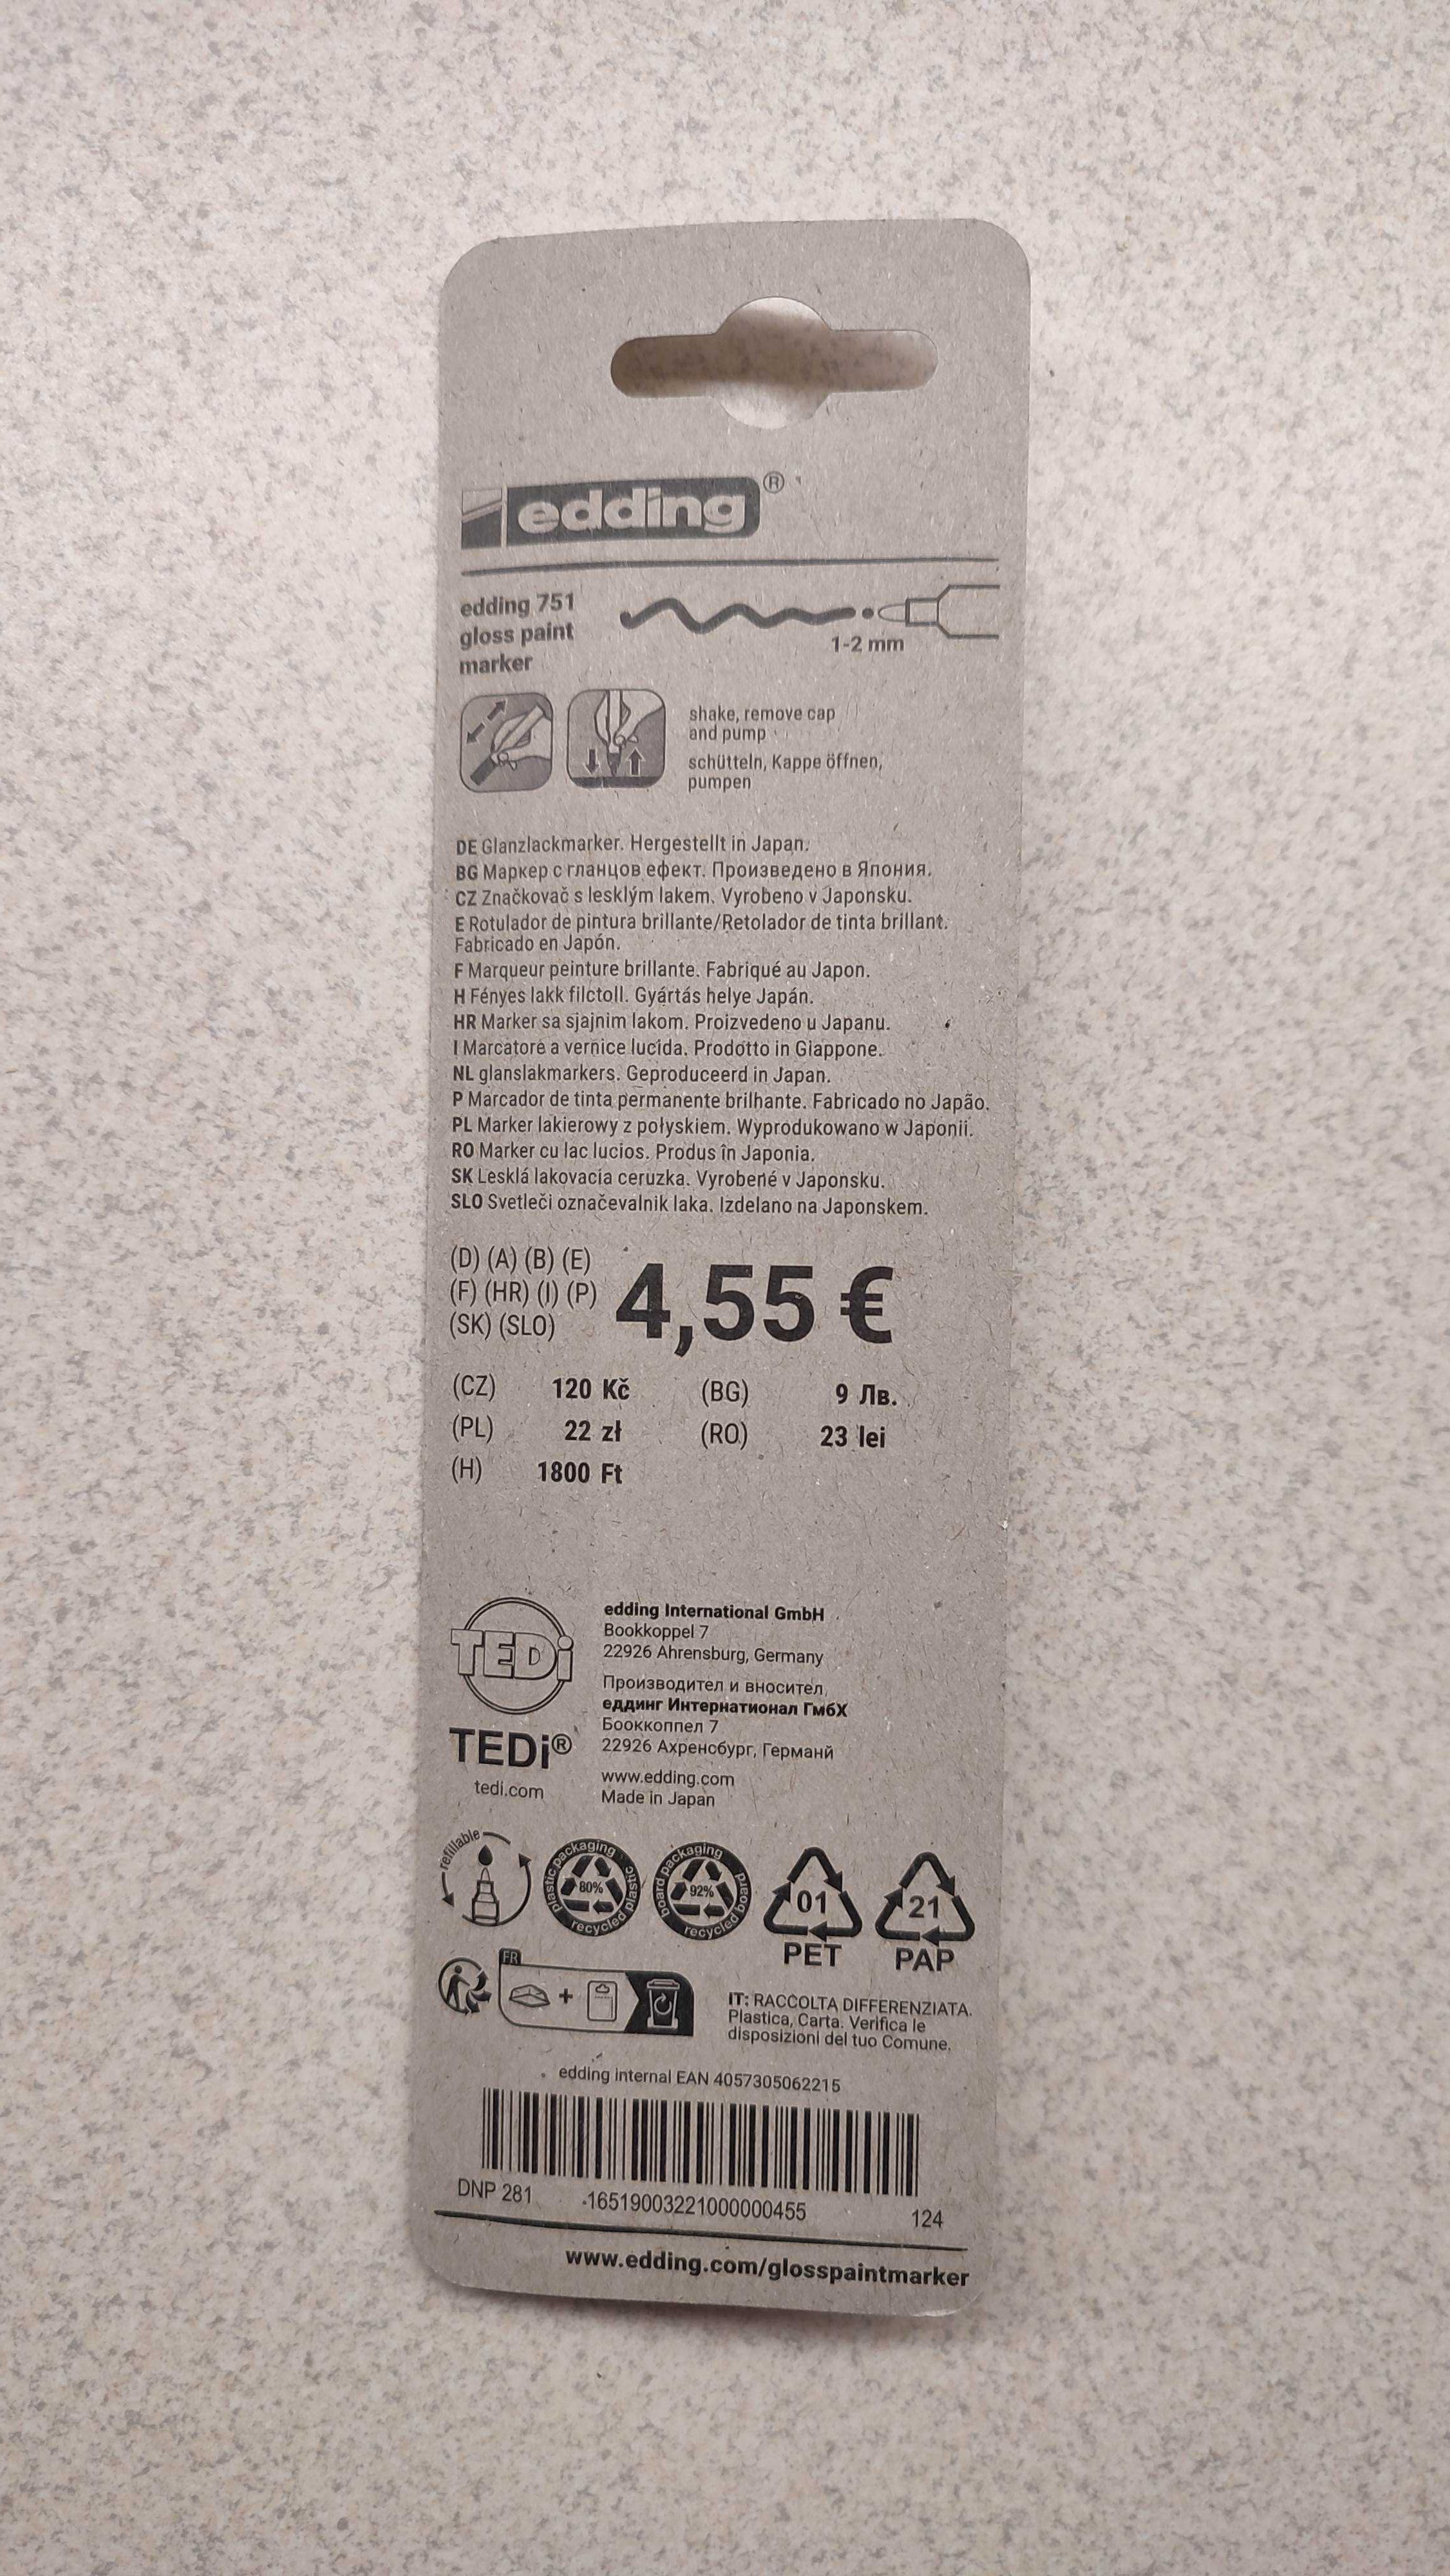 edding®
edding 751
gloss paint
marker
1-2 mm
shake, remove cap
and pump
schütteln, Kappe öffnen,
pumpen
DE Glanzlackmarker. Hergestellt in Japan.
BG Маркер с гланцов ефект. Произведено в Япония.
CZ Značkovač s lesklým lakem. Vyrobeno v Japonsku.
E Rotulador de pintura brillante/Retolador de tinta brillant.
Fabricado en Japón.
F Marqueur peinture brillante. Fabriqué au Japon.
H Fényes lakk filctoll. Gyártás helye Japán.
HR Marker sa sjajnim lakom. Proizvedeno u Japanu.
I Marcatore a vernice lucida. Prodotto in Giappone.
NL glanslakmarkers. Geproduceerd in Japan.
P Marcador de tinta permanente brilhante. Fabricado no Japão.
PL Marker lakierowy z połyskiem. Wyprodukowano w Japonii.
RO Marker cu lac lucios. Produs în Japonia.
SK Lesklá lakovacia ceruzka. Vyrobené v Japonsku.
SLO Svetleči označevalnik laka. Izdelano na Japonskem.
(D) (A) (B) (E)
(F) (HR) (I) (P)
(SK) (SLO)
4,55 €
(CZ) 120 Kč (BG) 9 Лв.
(PL) 22 zł (RO) 23 lei
(H) 1800 Ft
TEDi
TEDi®
tedi.com
edding International GmbH
Bookkoppel 7
22926 Ahrensburg, Germany
Производител и вносител
еддинг Интернатионал ГмбХ
Бооккоппел 7
22926 Ахренсбург, Германй
www.edding.com
Made in Japan
refillable
plastic packaging 80% recycled plastic
board packaging 92% recycled board
01
PET
21
PAP
FR
IT: RACCOLTA DIFFERENZIATA.
Plastica, Carta. Verifica le
disposizioni del tuo Comune.
edding internal EAN 4057305062215
DNP 281 16519003221000000455 124
www.edding.com/glosspaintmarker